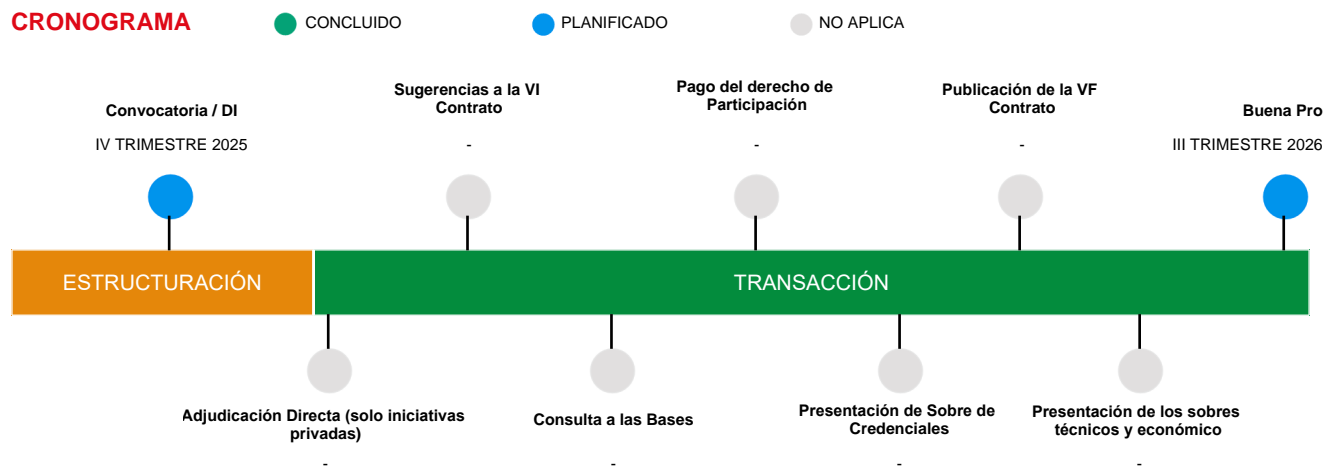 CRONOGRAMA
CONCLUIDO
PLANIFICADO
NO APLICA
Convocatoria / DI
IV TRIMESTRE 2025
Sugerencias a la VI
Contrato
-
Pago del derecho de
Participación
-
Publicación de la VF
Contrato
-
Buena Pro
III TRIMESTRE 2026
ESTRUCTURACIÓN
TRANSACCIÓN
Adjudicación Directa (solo iniciativas
privadas)
-
Consulta a las Bases
-
Presentación de Sobre de
Credenciales
-
Presentación de los sobres
técnicos y económico
-